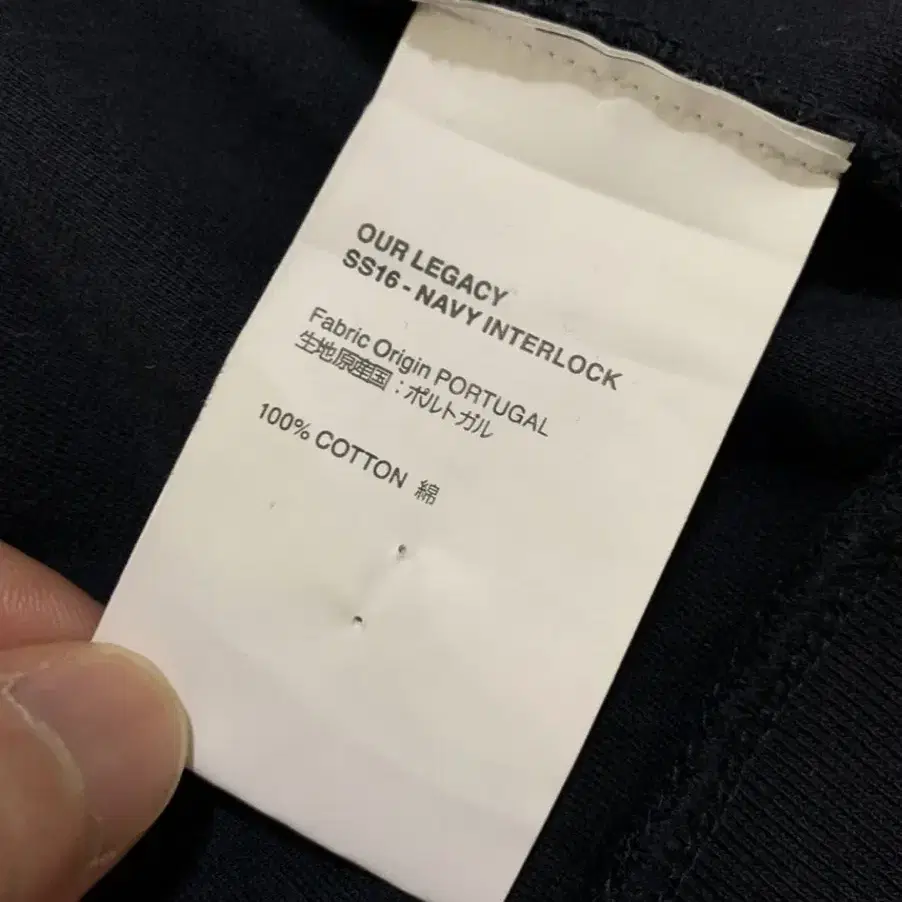 OUR LEGACY
SS16 - NAVY INTERLOCK
Fabric Origin PORTUGAL
生地原産国 : ポルトガル
100% COTTON 綿